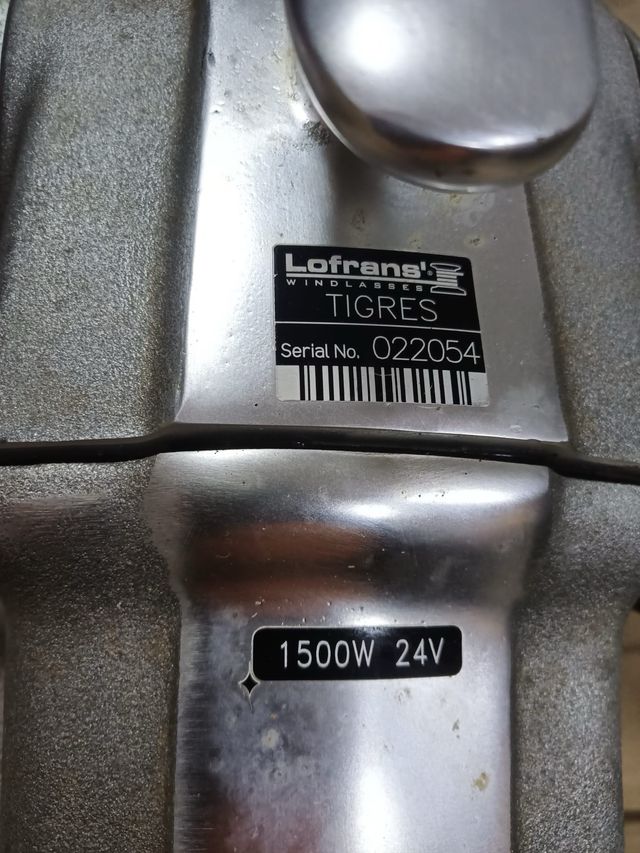 Lofrans'®
WINDLASSES
TIGRES
Serial No. 022054
1500W 24V